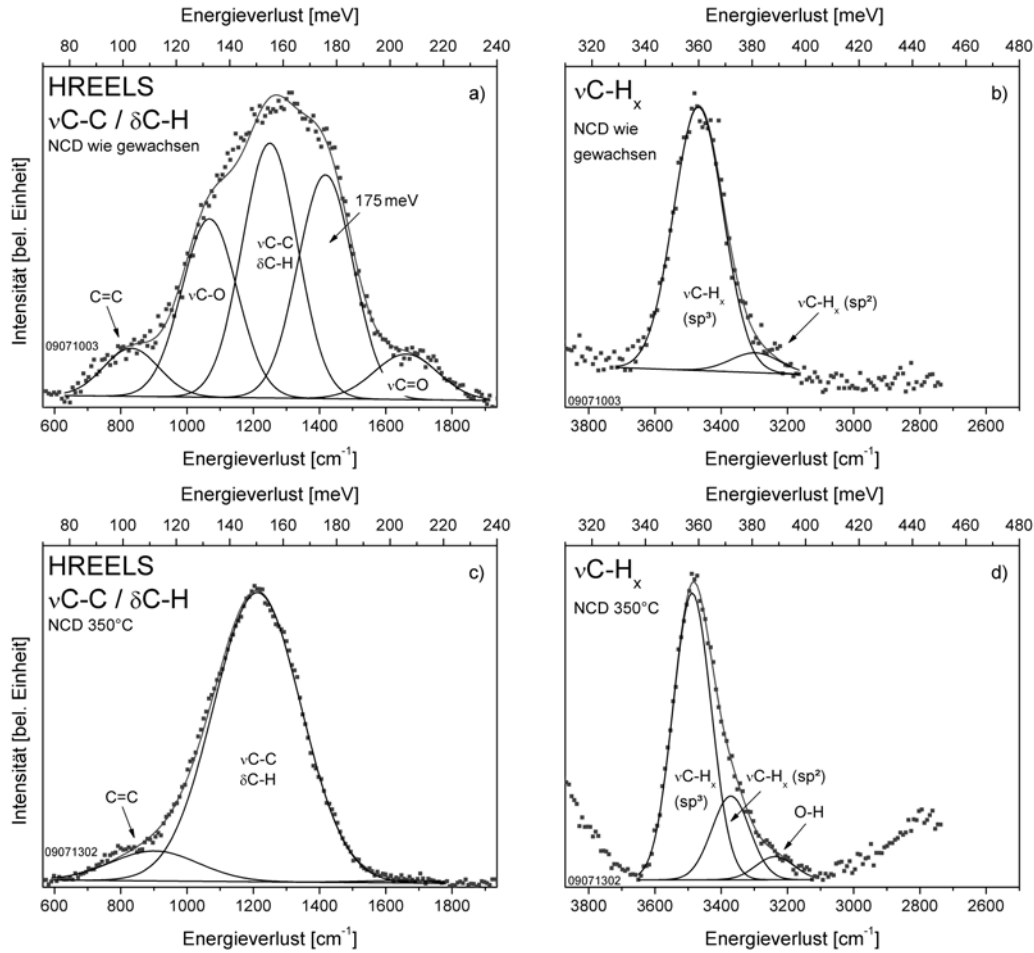 Energieverlust [meV]
80 100 120 140 160 180 200 220 240
HREELS
νC-C / δC-H
NCD wie gewachsen
a)
175 meV
νC-C
δC-H
C=C
νC-O
09071003
νC=O
Intensität [bel. Einheit]
600 800 1000 1200 1400 1600 1800
Energieverlust [cm⁻¹]
Energieverlust [meV]
320 340 360 380 400 420 440 460 480
νC-Hₓ
NCD wie
gewachsen
b)
νC-Hₓ
(sp³)
νC-Hₓ (sp²)
09071003
3800 3600 3400 3200 3000 2800 2600
Energieverlust [cm⁻¹]
Energieverlust [meV]
80 100 120 140 160 180 200 220 240
HREELS
νC-C / δC-H
NCD 350°C
c)
νC-C
δC-H
C=C
09071302
Intensität [bel. Einheit]
600 800 1000 1200 1400 1600 1800
Energieverlust [cm⁻¹]
Energieverlust [meV]
320 340 360 380 400 420 440 460 480
νC-Hₓ
NCD 350°C
d)
νC-Hₓ
(sp³)
νC-Hₓ (sp²)
O-H
09071302
3800 3600 3400 3200 3000 2800 2600
Energieverlust [cm⁻¹]